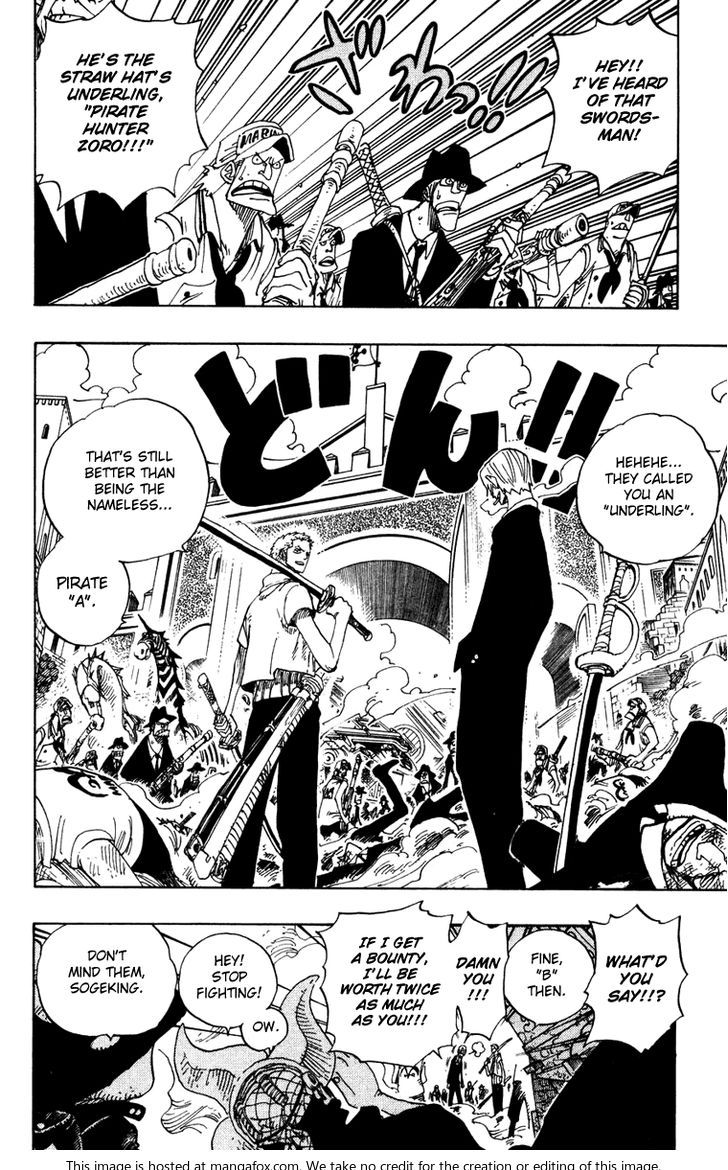 HEY!!
I'VE HEARD
OF THAT
SWORDS-
MAN!
ざわっ!!
HE'S THE
STRAW HAT'S
UNDERLING,
"PIRATE
HUNTER
ZORO!!!"
MARINE
HEHEHE...
THEY CALLED
YOU AN
"UNDERLING".
どん!!
THAT'S STILL
BETTER THAN
BEING THE
NAMELESS...
PIRATE
"A".
WHAT'D
YOU
SAY!!?
FINE,
"B"
THEN.
DAMN
YOU
!!!
IF I GET
A BOUNTY,
I'LL BE
WORTH TWICE
AS MUCH
AS YOU!!!
HEY!
STOP
FIGHTING!
OW.
DON'T
MIND THEM,
SOGEKING.
This image is hosted at mangafox.com. We take no credit for the creation or editing of this image.